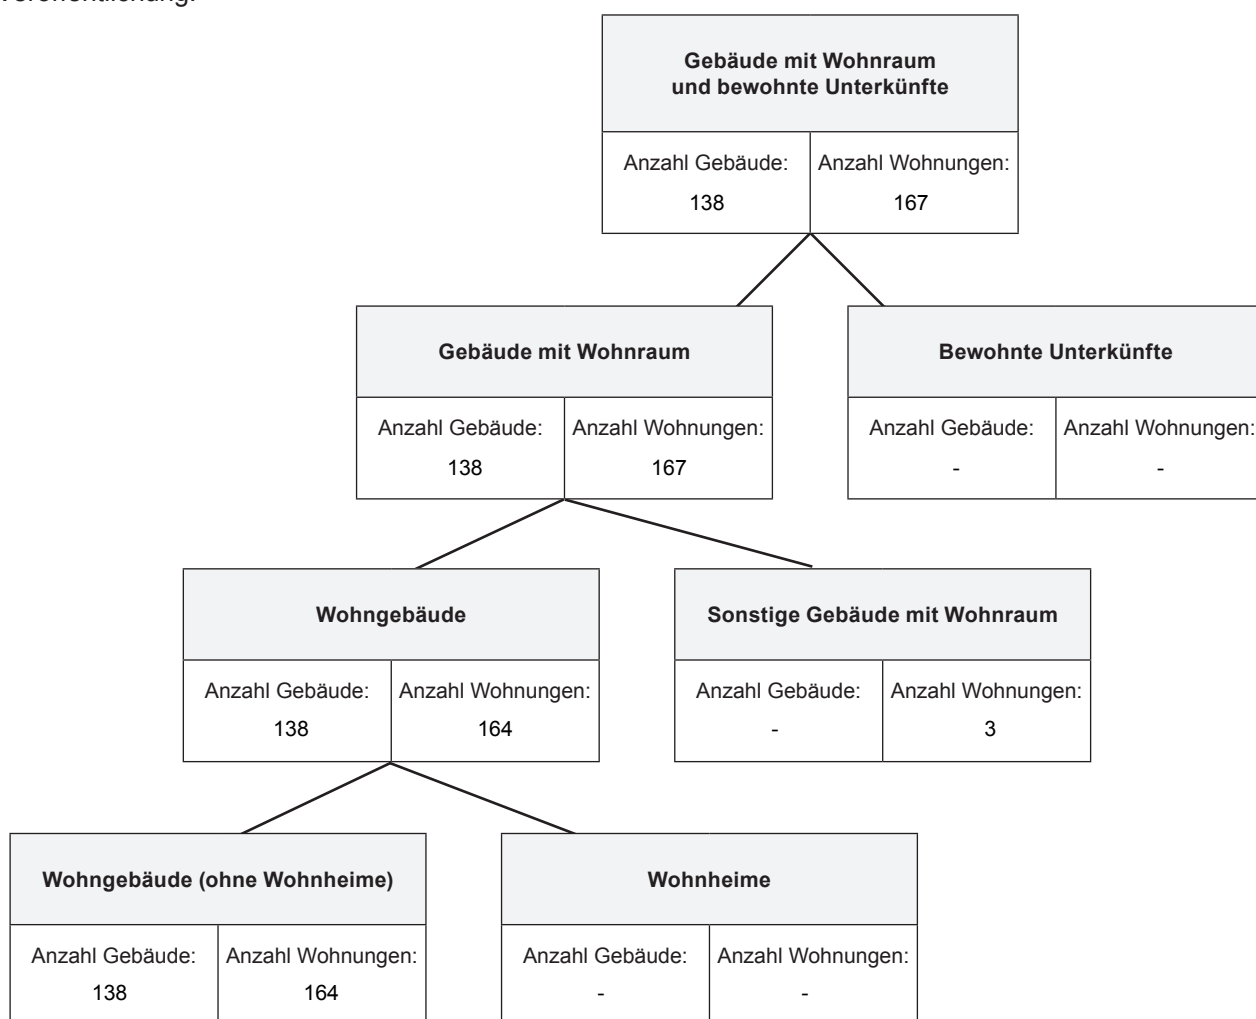 Veröffentlichung.
Gebäude mit Wohnraum
und bewohnte Unterkünfte
Anzahl Gebäude: Anzahl Wohnungen:
138 167
Gebäude mit Wohnraum
Anzahl Gebäude: Anzahl Wohnungen:
138 167
Bewohnte Unterkünfte
Anzahl Gebäude: Anzahl Wohnungen:
- -
Wohngebäude
Anzahl Gebäude: Anzahl Wohnungen:
138 164
Sonstige Gebäude mit Wohnraum
Anzahl Gebäude: Anzahl Wohnungen:
- 3
Wohngebäude (ohne Wohnheime)
Anzahl Gebäude: Anzahl Wohnungen:
138 164
Wohnheime
Anzahl Gebäude: Anzahl Wohnungen:
- -